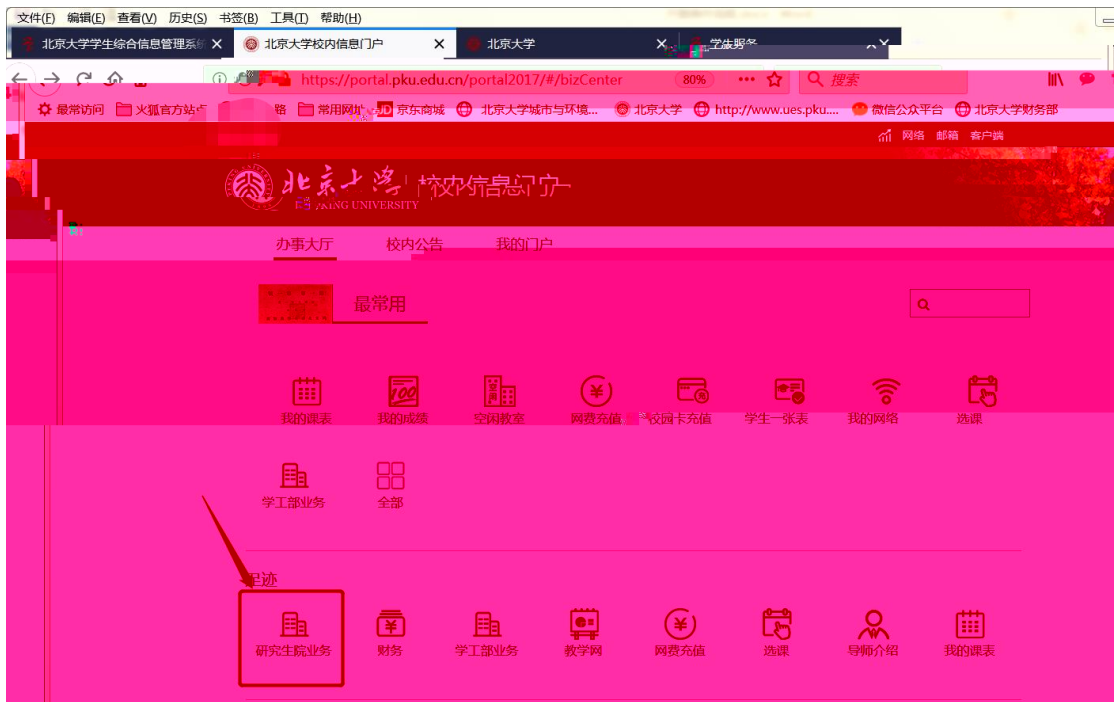 文件(F) 编辑(E) 查看(V) 历史(S) 书签(B) 工具(T) 帮助(H)
北京大学学生综合信息管理系统 × 北京大学校内信息门户 × 北京大学 ×
https://portal.pku.edu.cn/portal2017/#/bizCenter 80% ••• 搜索
最常访问 火狐官方站点 常用网址 JD 京东商城 北京大学城市与环境... 北京大学 http://www.ues.pku.... 微信公众平台 北京大学财务部
网络 邮箱 客户端
北京大学 校内信息门户
UNIVERSITY
办事大厅 校内公告 我的门户
最常用
我的课表 我的成绩 空闲教室 网费充值 校园卡充值 学生一张表 我的网络 选课
学工部业务 全部
足迹
研究生院业务 财务 学工部业务 教学网 网费充值 选课 导师介绍 我的课表